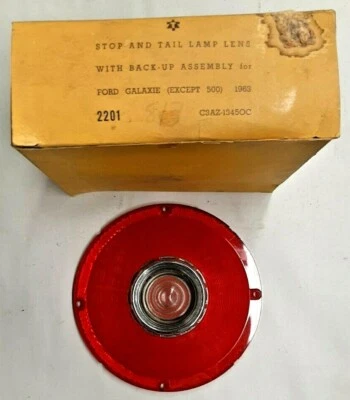 STOP AND TAIL LAMP LENS
WITH BACK-UP ASSEMBLY for
FORD GALAXIE (EXCEPT 500) 1963
2201 C3AZ-13450C